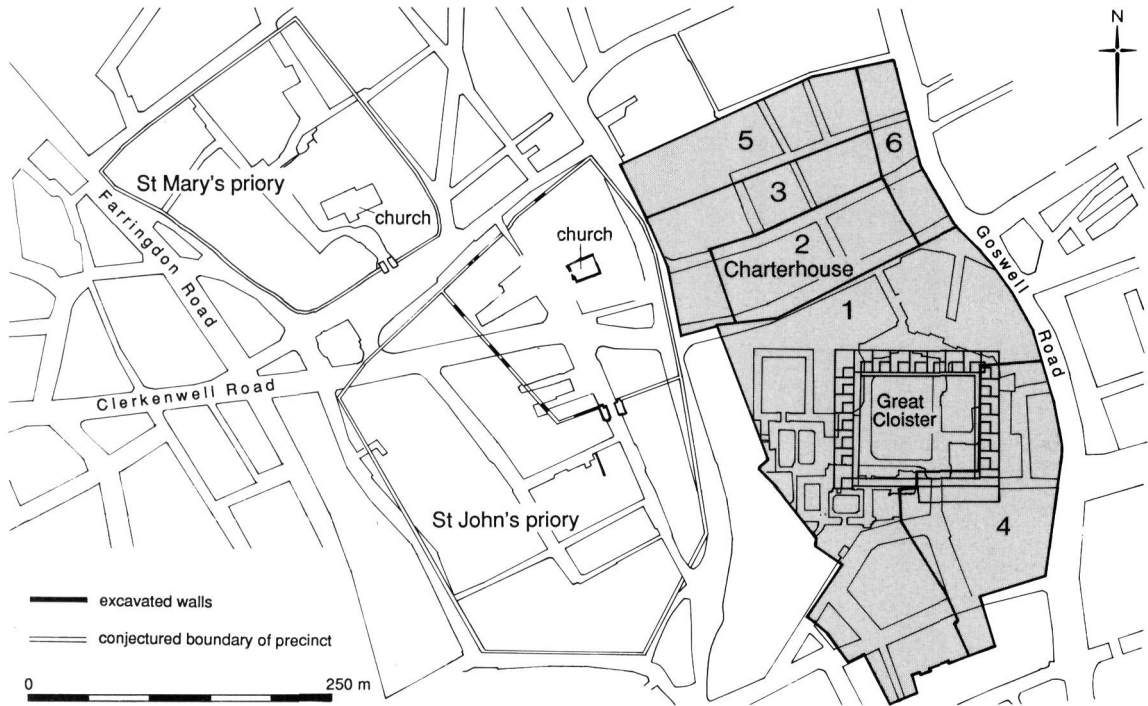 N
5
6
St Mary's priory
3
church
church
Farringdon
Road
2
Charterhouse
Goswell
Road
1
Clerkenwell Road
Great
Cloister
St John's priory
4
excavated walls
conjectured boundary of precinct
0 250 m